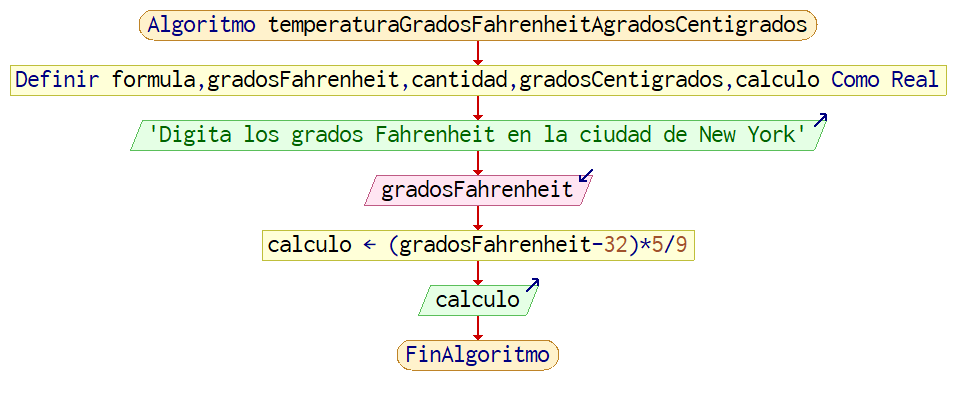 Algoritmo temperaturaGradosFahrenheitAgradosCentigrados
Definir formula,gradosFahrenheit,cantidad,gradosCentigrados,calculo Como Real
'Digita los grados Fahrenheit en la ciudad de New York'
gradosFahrenheit
calculo ← (gradosFahrenheit-32)*5/9
calculo
FinAlgoritmo